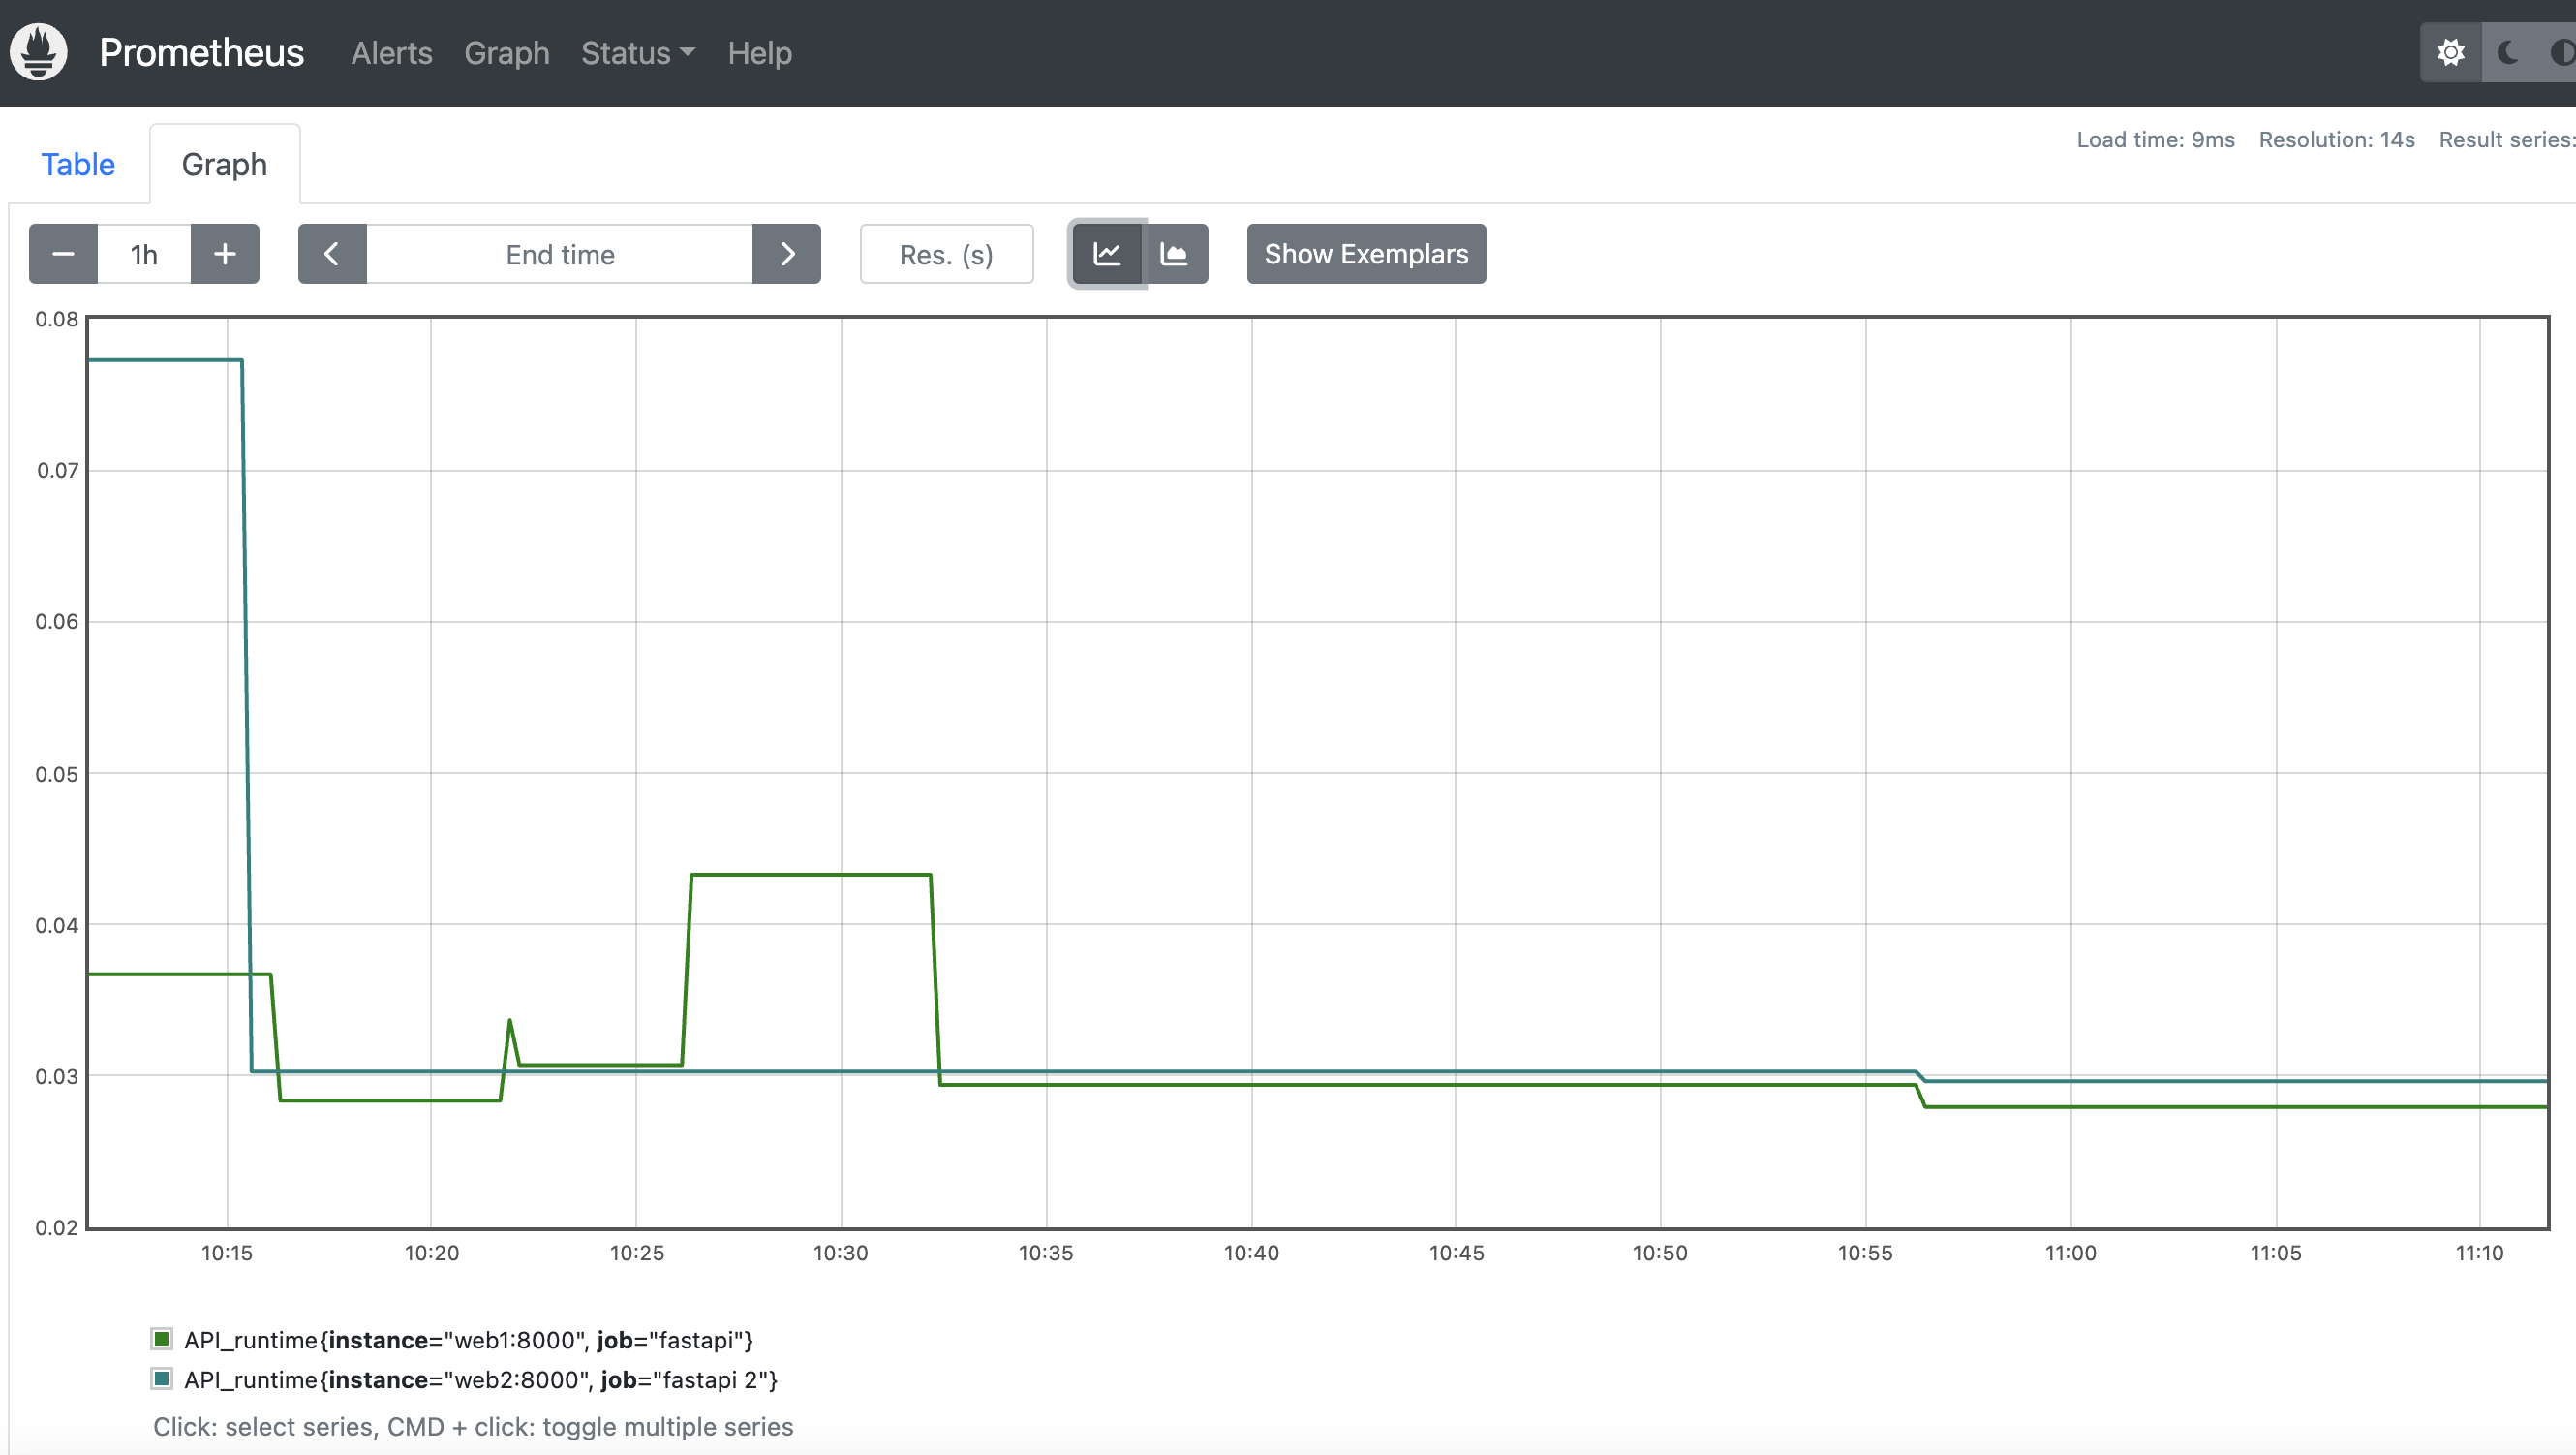 Prometheus Alerts Graph Status Help
Load time: 9ms Resolution: 14s Result series:
Table Graph
− 1h + End time Res. (s) Show Exemplars
0.08
0.07
0.06
0.05
0.04
0.03
0.02
10:15 10:20 10:25 10:30 10:35 10:40 10:45 10:50 10:55 11:00 11:05 11:10
API_runtime{instance="web1:8000", job="fastapi"}
API_runtime{instance="web2:8000", job="fastapi 2"}
Click: select series, CMD + click: toggle multiple series